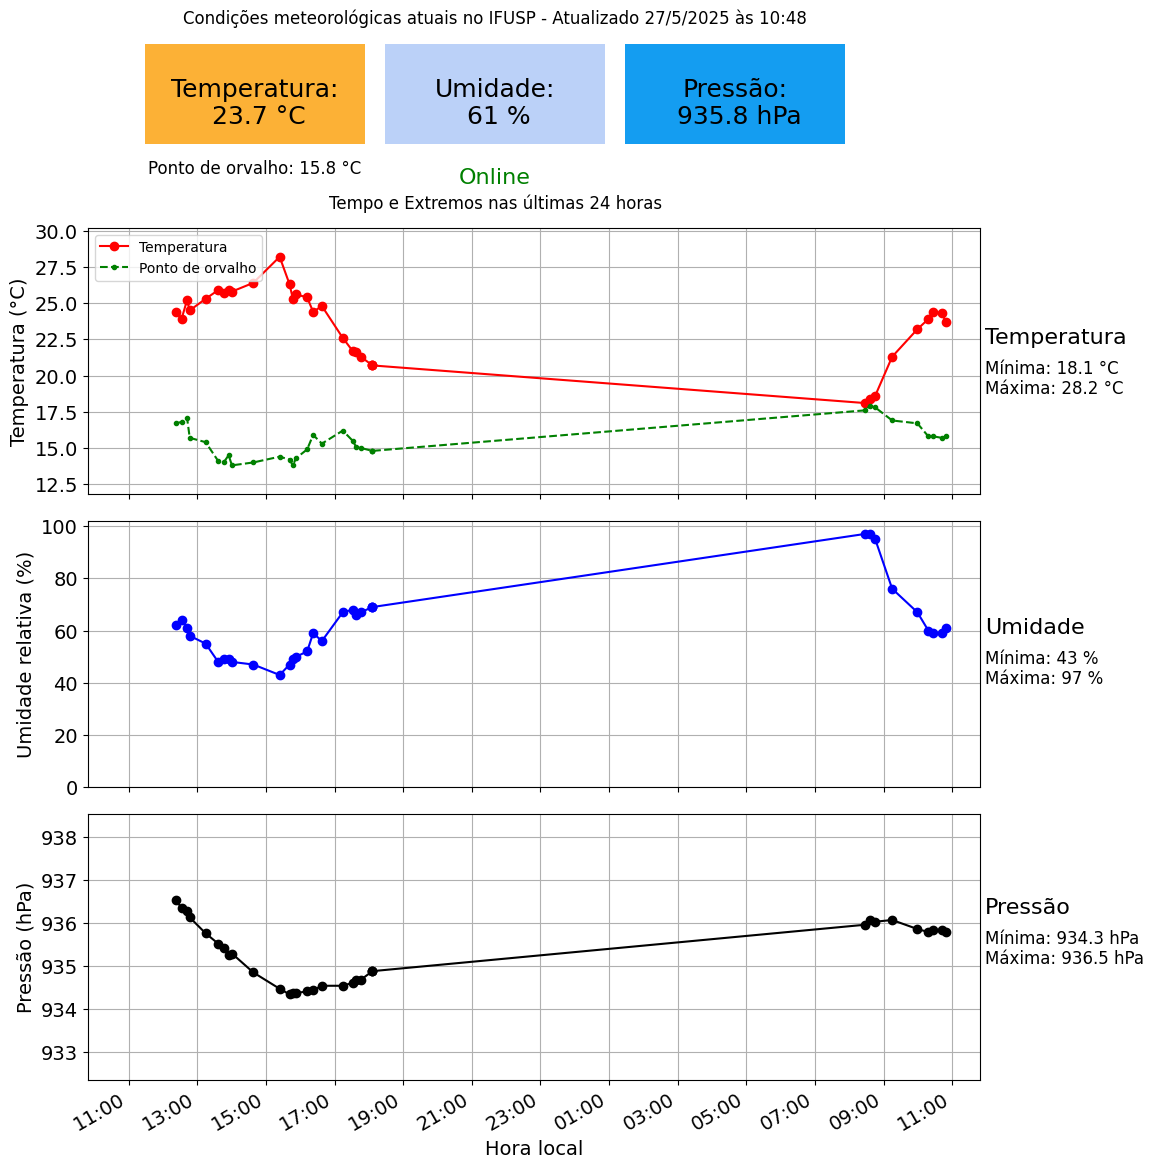 Condições meteorológicas atuais no IFUSP - Atualizado 27/5/2025 às 10:48
Temperatura:
23.7 °C
Umidade:
61 %
Pressão:
935.8 hPa
Ponto de orvalho: 15.8 °C
Online
Tempo e Extremos nas últimas 24 horas
Temperatura (°C)
30.0
27.5
25.0
22.5
20.0
17.5
15.0
12.5
Temperatura
Ponto de orvalho
Temperatura
Mínima: 18.1 °C
Máxima: 28.2 °C
Umidade relativa (%)
100
80
60
40
20
0
Umidade
Mínima: 43 %
Máxima: 97 %
Pressão (hPa)
938
937
936
935
934
933
Pressão
Mínima: 934.3 hPa
Máxima: 936.5 hPa
11:00 13:00 15:00 17:00 19:00 21:00 23:00 01:00 03:00 05:00 07:00 09:00 11:00
Hora local